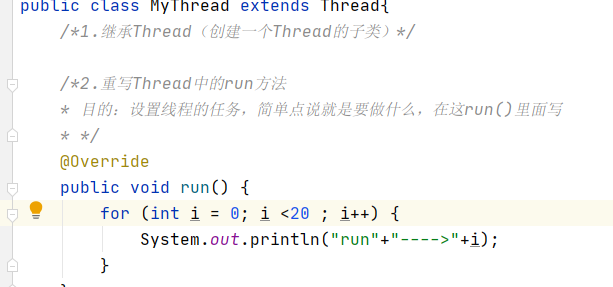 public class MyThread extends Thread{
/*1.继承Thread（创建一个Thread的子类）*/
/*2.重写Thread中的run方法
* 目的：设置线程的任务，简单点说就是要做什么，在这run()里面写
* */
@Override
public void run() {
for (int i = 0; i <20 ; i++) {
System.out.println("run"+"---->"+i);
}
}